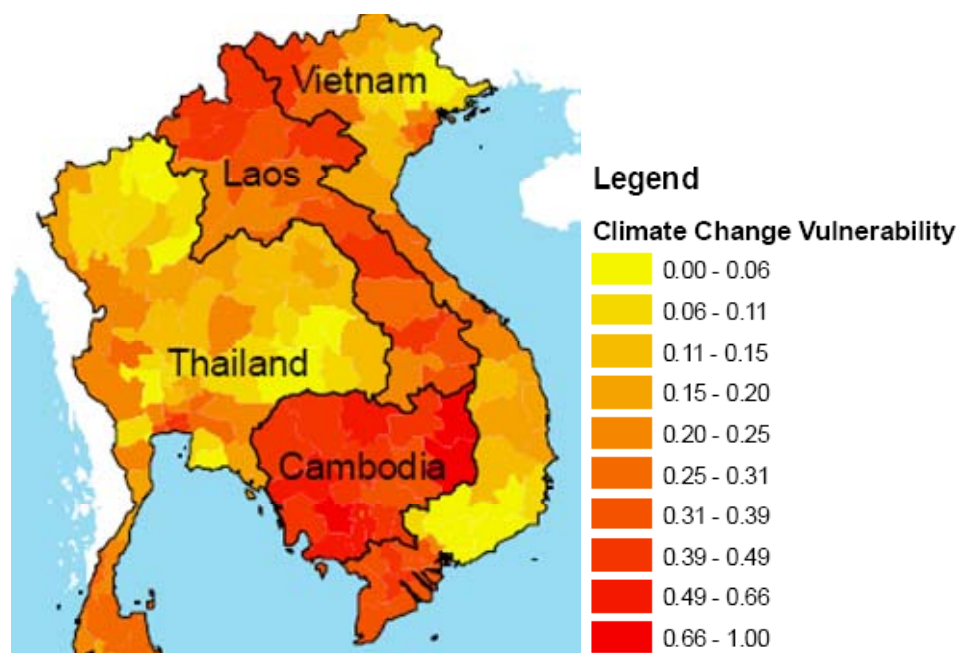 Vietnam
Laos
Thailand
Cambodia
Legend
Climate Change Vulnerability
0.00 - 0.06
0.06 - 0.11
0.11 - 0.15
0.15 - 0.20
0.20 - 0.25
0.25 - 0.31
0.31 - 0.39
0.39 - 0.49
0.49 - 0.66
0.66 - 1.00